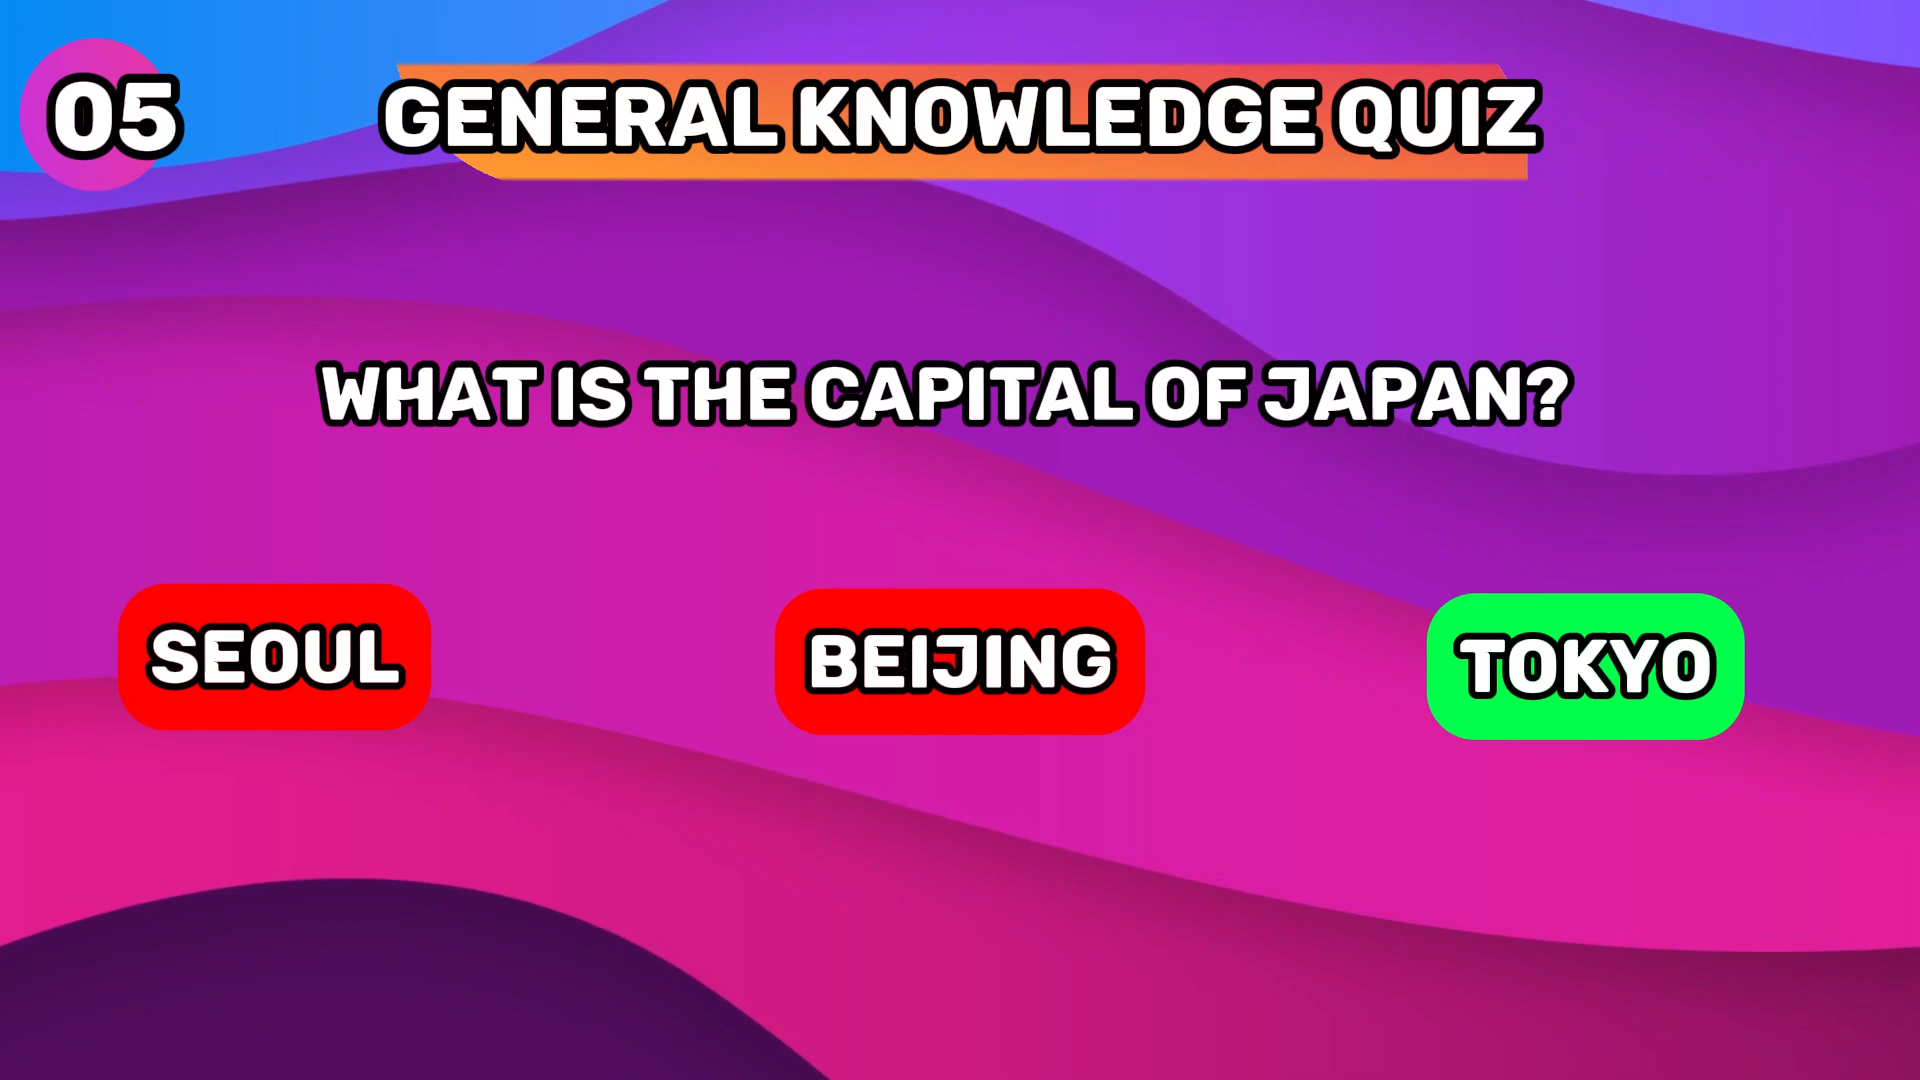 05
GENERAL KNOWLEDGE QUIZ
WHAT IS THE CAPITAL OF JAPAN?
SEOUL
BEIJING
TOKYO